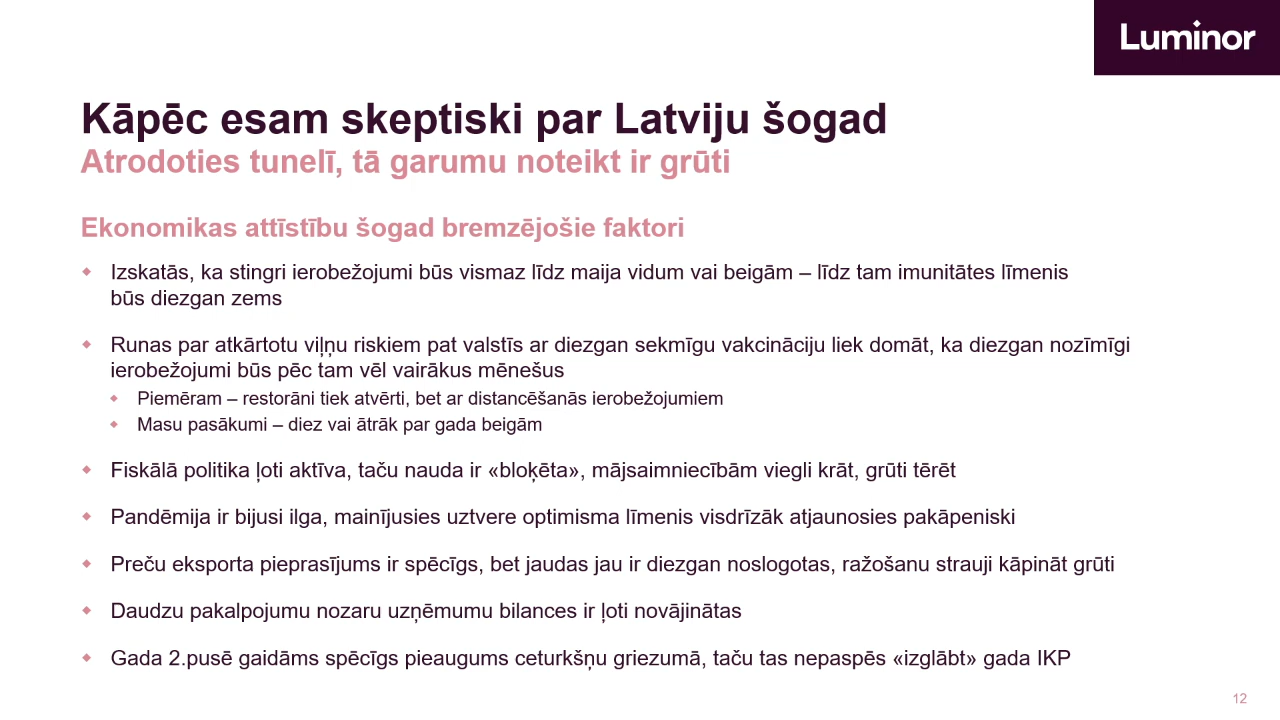 Luminor
Kāpēc esam skeptiski par Latviju šogad
Atrodoties tunelī, tā garumu noteikt ir grūti
Ekonomikas attīstību šogad bremzējošie faktori
Izskatās, ka stingri ierobežojumi būs vismaz līdz maija vidum vai beigām – līdz tam imunitātes līmenis
būs diezgan zems
Runas par atkārtotu viļņu riskiem pat valstīs ar diezgan sekmīgu vakcināciju liek domāt, ka diezgan nozīmīgi
ierobežojumi būs pēc tam vēl vairākus mēnešus
Piemēram – restorāni tiek atvērti, bet ar distancēšanās ierobežojumiem
Masu pasākumi – diez vai ātrāk par gada beigām
Fiskālā politika ļoti aktīva, taču nauda ir «bloķēta», mājsaimniecībām viegli krāt, grūti tērēt
Pandēmija ir bijusi ilga, mainījusies uztvere optimisma līmenis visdrīzāk atjaunosies pakāpeniski
Preču eksporta pieprasījums ir spēcīgs, bet jaudas jau ir diezgan noslogotas, ražošanu strauji kāpināt grūti
Daudzu pakalpojumu nozaru uzņēmumu bilances ir ļoti novājinātas
Gada 2.pusē gaidāms spēcīgs pieaugums ceturkšņu griezumā, taču tas nepaspēs «izglābt» gada IKP
12